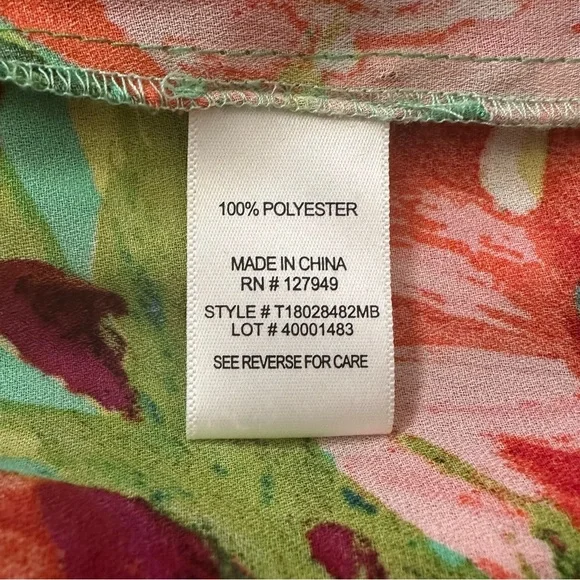 100% POLYESTER
MADE IN CHINA
RN # 127949
STYLE # T18028482MB
LOT # 40001483
SEE REVERSE FOR CARE